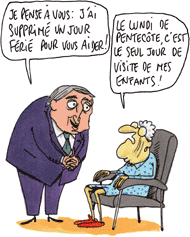 JE PENSE À VOUS : J'AI
SUPPRIMÉ UN JOUR
FÉRIÉ POUR VOUS AIDER !
LE LUNDI DE
PENTECÔTE, C'EST
LE SEUL JOUR DE
VISITE DE MES
ENFANTS !